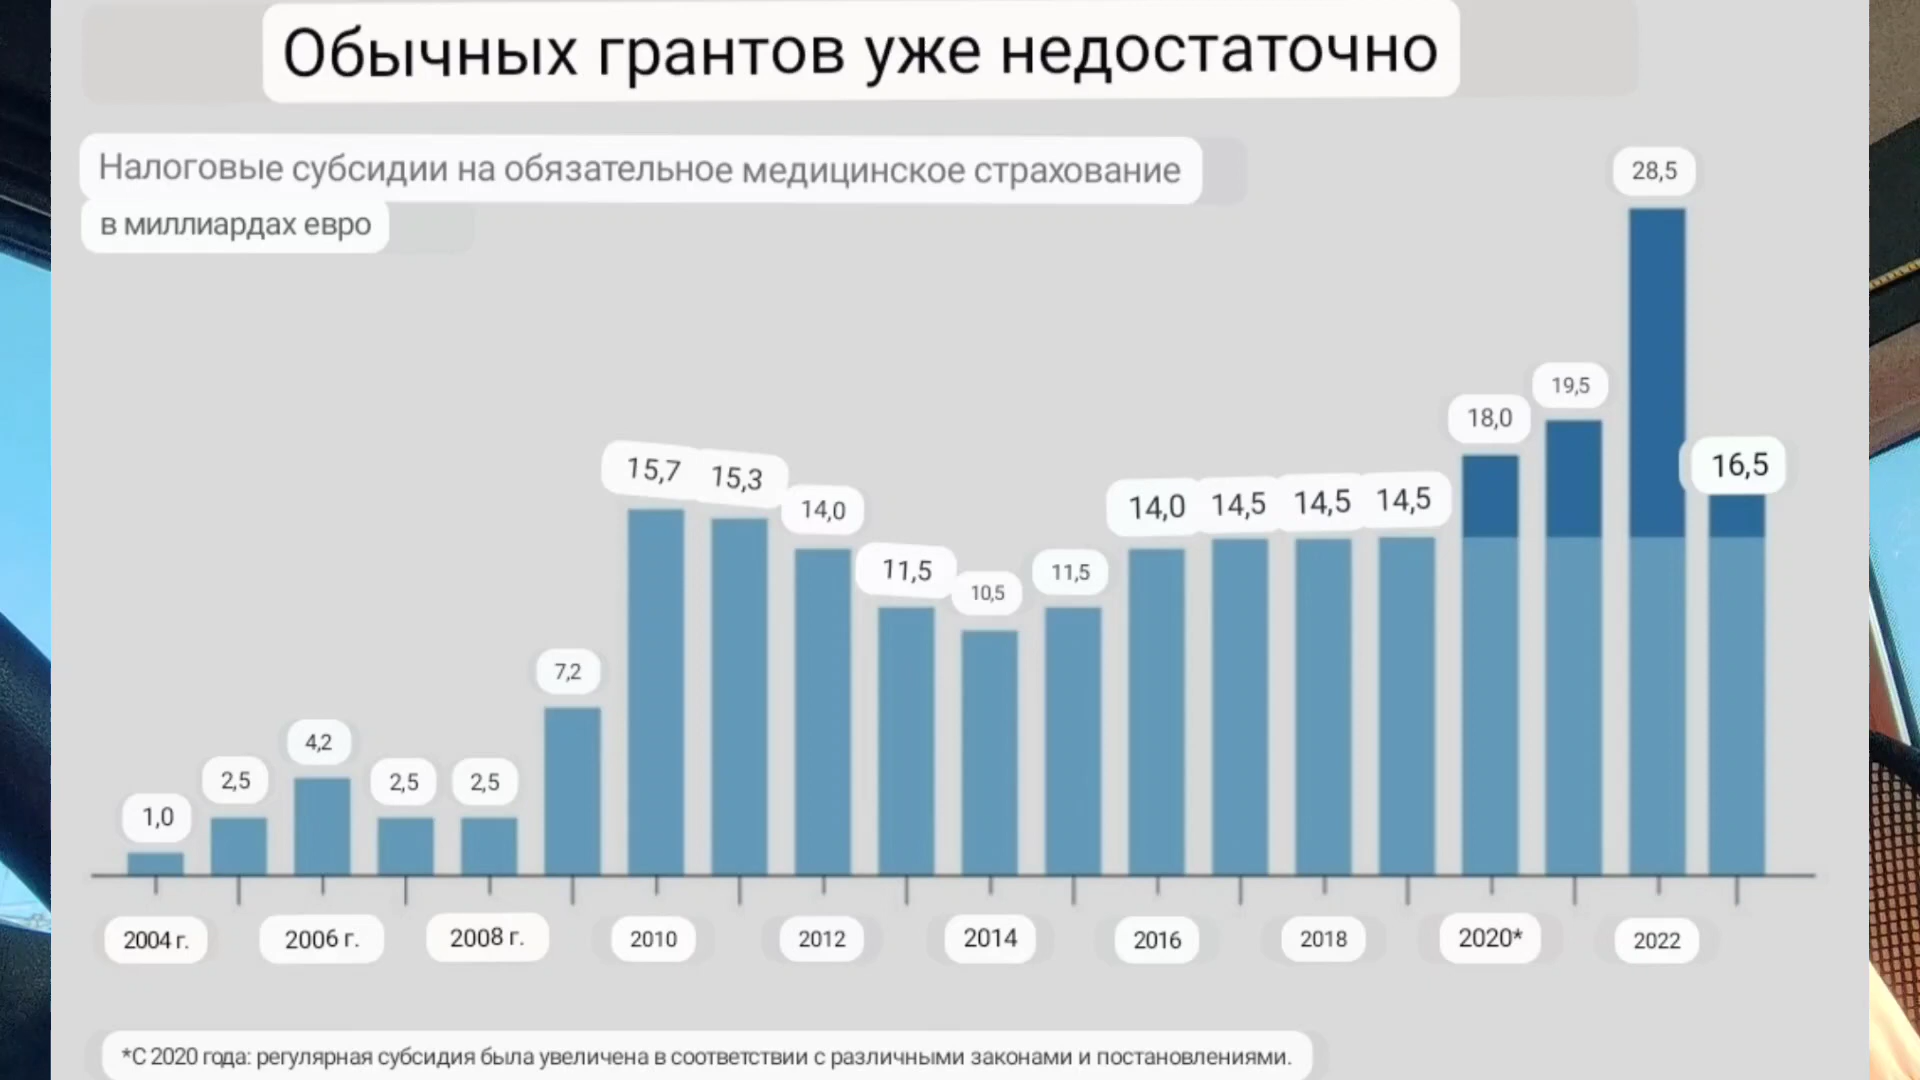 Обычных грантов уже недостаточно
Налоговые субсидии на обязательное медицинское страхование
в миллиардах евро
28,5
19,5
18,0
16,5
15,7 15,3
14,0
14,0 14,5 14,5 14,5
11,5
10,5
11,5
7,2
4,2
2,5
2,5
2,5
1,0
2004 г. 2006 г. 2008 г. 2010 2012 2014 2016 2018 2020* 2022
*С 2020 года: регулярная субсидия была увеличена в соответствии с различными законами и постановлениями.